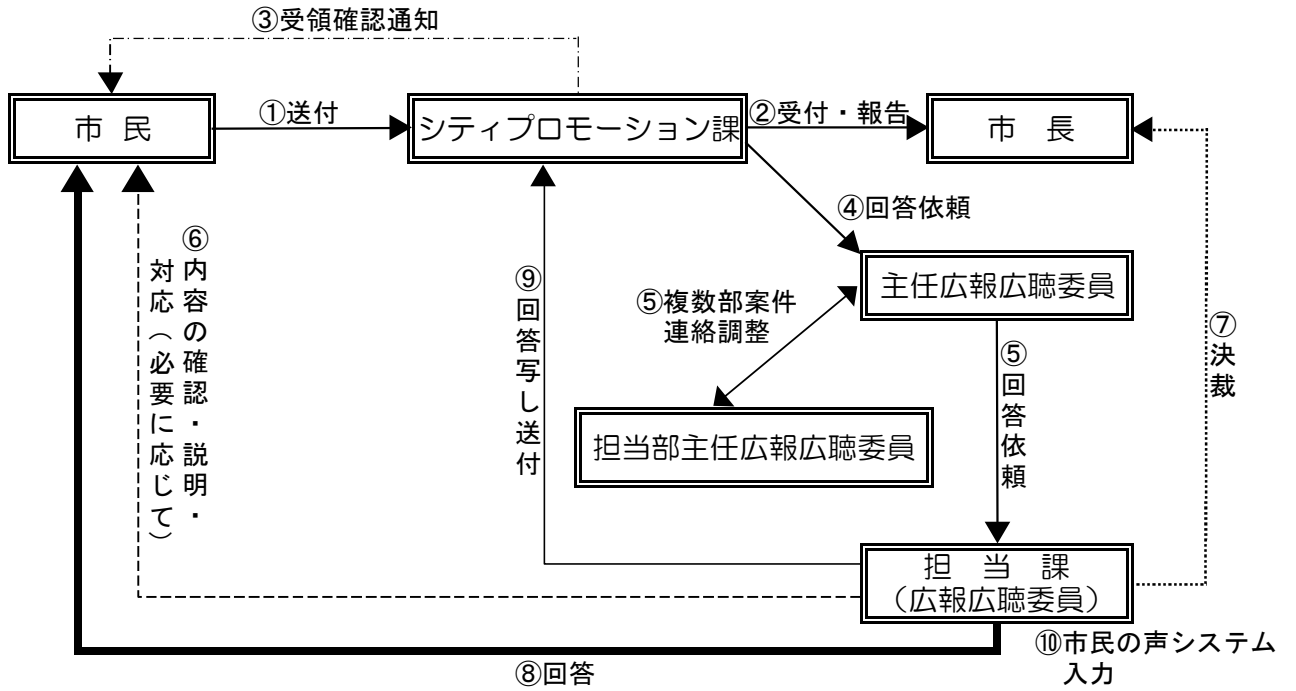 ③受領確認通知
市 民
①送付
シティプロモーション課
②受付・報告
市 長
④回答依頼
主任広報広聴委員
⑤複数部案件
連絡調整
担当部主任広報広聴委員
⑤回答依頼
⑦決裁
⑥内容の確認・説明・
対応（必要に応じて）
⑨回答写し送付
担 当 課
（広報広聴委員）
⑧回答
⑩市民の声システム
入力